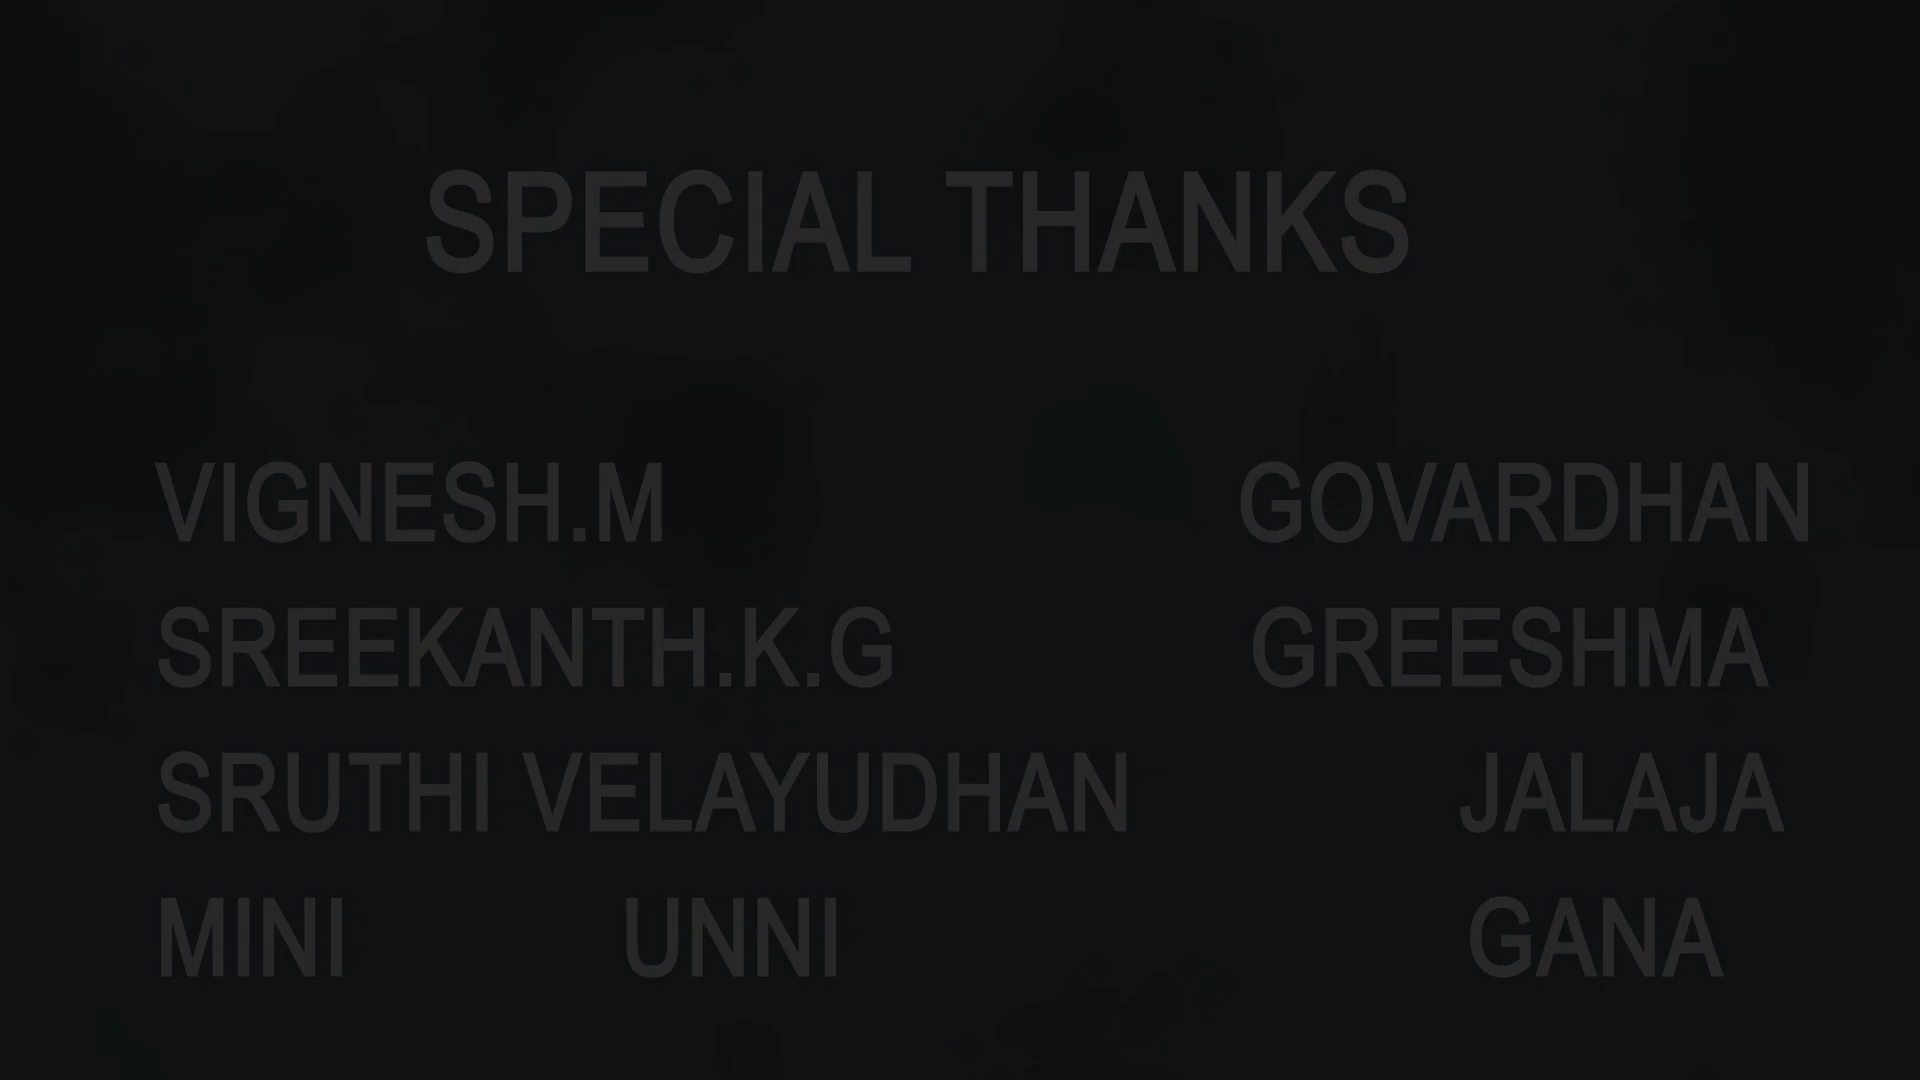 SPECIAL THANKS
VIGNESH.M GOVARDHAN
SREEKANTH.K.G GREESHMA
SRUTHI VELAYUDHAN JALAJA
MINI UNNI GANA